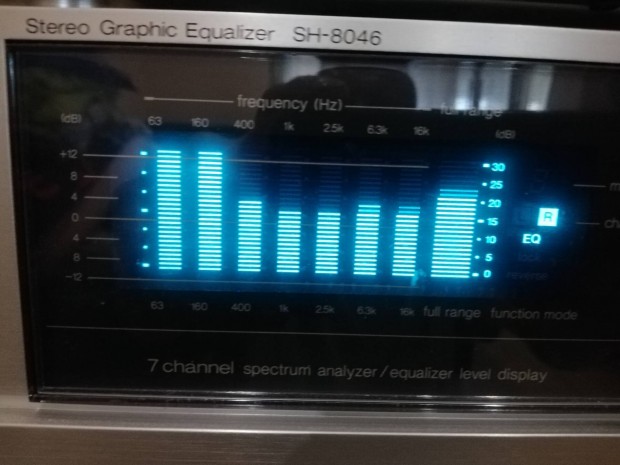 Stereo Graphic Equalizer SH-8046
frequency (Hz) full range
(dB) 63 160 400 1k 2.5k 6.3k 16k (dB)
+12 30
8 25
4 20
0 15 R
4 10 EQ
8 5
-12 0 reverse
63 160 400 1k 2.5k 6.3k 16k full range function mode
7 channel spectrum analyzer/equalizer level display